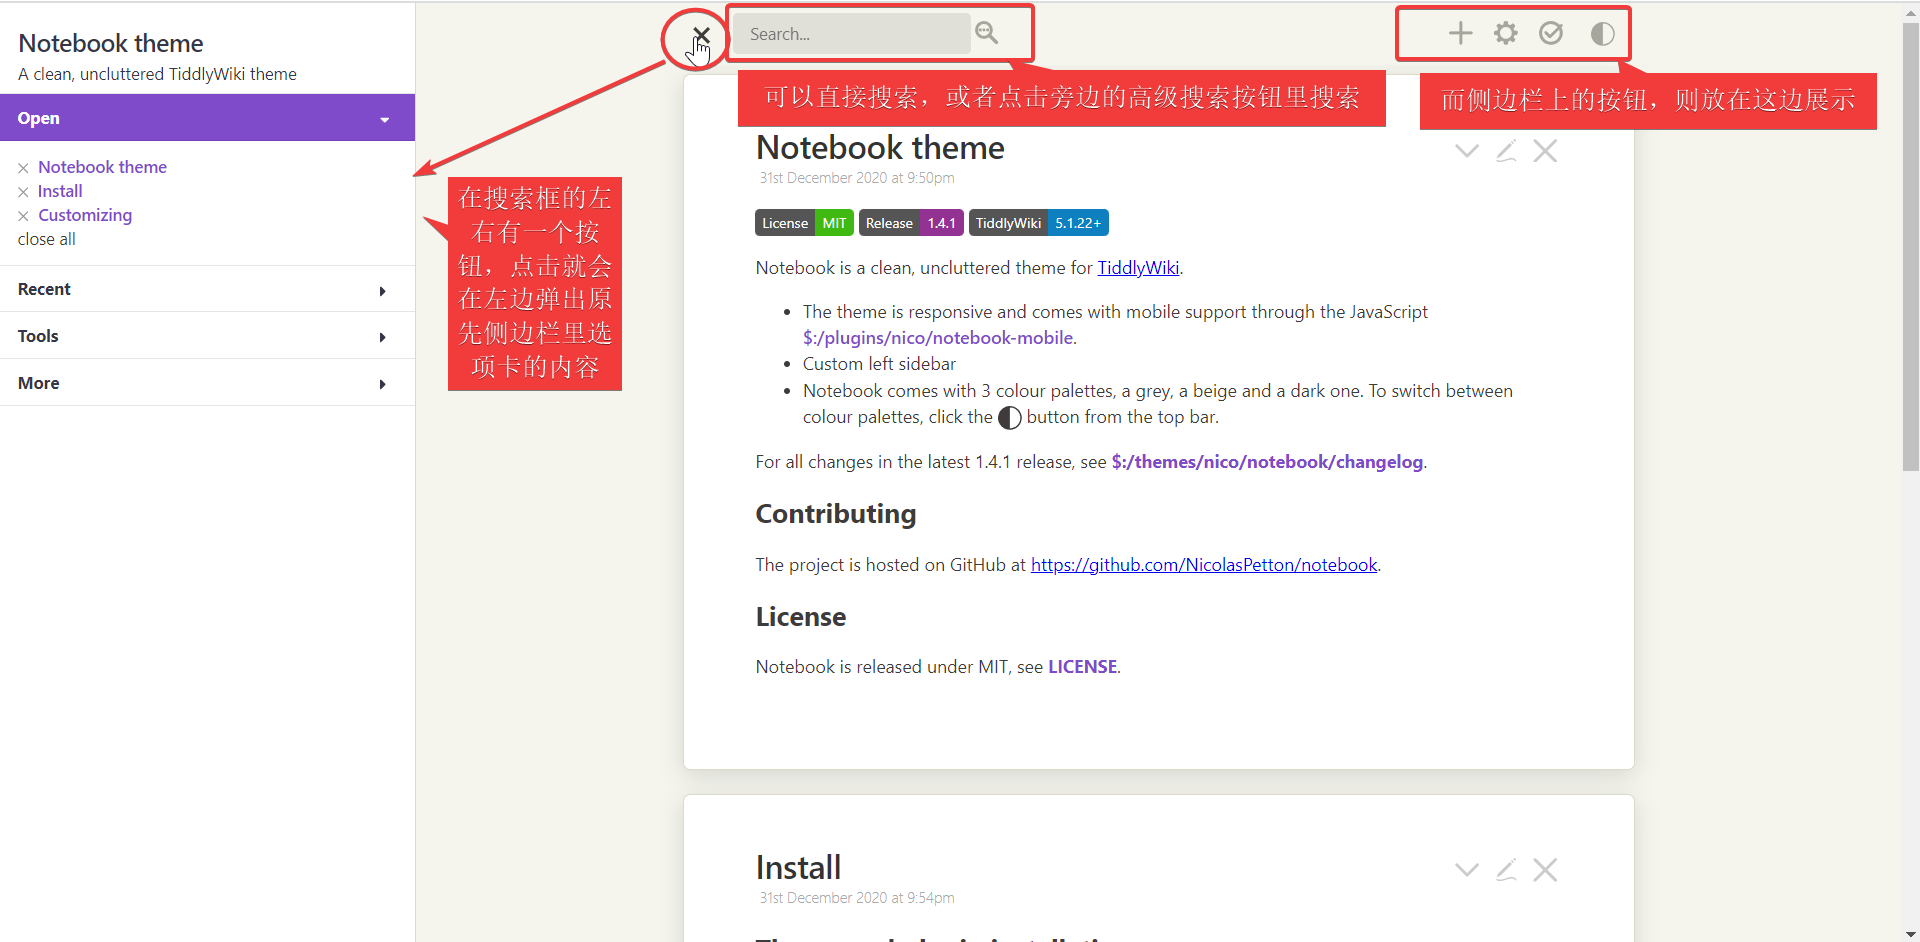 Notebook theme
A clean, uncluttered TiddlyWiki theme
Open
Notebook theme
Install
Customizing
close all
Recent
Tools
More
Search...
可以直接搜索，或者点击旁边的高级搜索按钮里搜索
而侧边栏上的按钮，则放在这边展示
在搜索框的左
右有一个按
钮，点击就会
在左边弹出原
先侧边栏里选
项卡的内容
Notebook theme
31st December 2020 at 9:50pm
License MIT Release 1.4.1 TiddlyWiki 5.1.22+
Notebook is a clean, uncluttered theme for TiddlyWiki.
• The theme is responsive and comes with mobile support through the JavaScript
$:/plugins/nico/notebook-mobile.
• Custom left sidebar
• Notebook comes with 3 colour palettes, a grey, a beige and a dark one. To switch between
colour palettes, click the button from the top bar.
For all changes in the latest 1.4.1 release, see $:/themes/nico/notebook/changelog.
Contributing
The project is hosted on GitHub at https://github.com/NicolasPetton/notebook.
License
Notebook is released under MIT, see LICENSE.
Install
31st December 2020 at 9:54pm